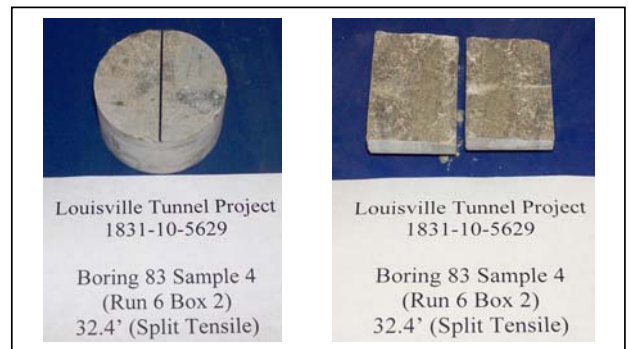 Louisville Tunnel Project
1831-10-5629
Boring 83 Sample 4
(Run 6 Box 2)
32.4' (Split Tensile)
Louisville Tunnel Project
1831-10-5629
Boring 83 Sample 4
(Run 6 Box 2)
32.4' (Split Tensile)